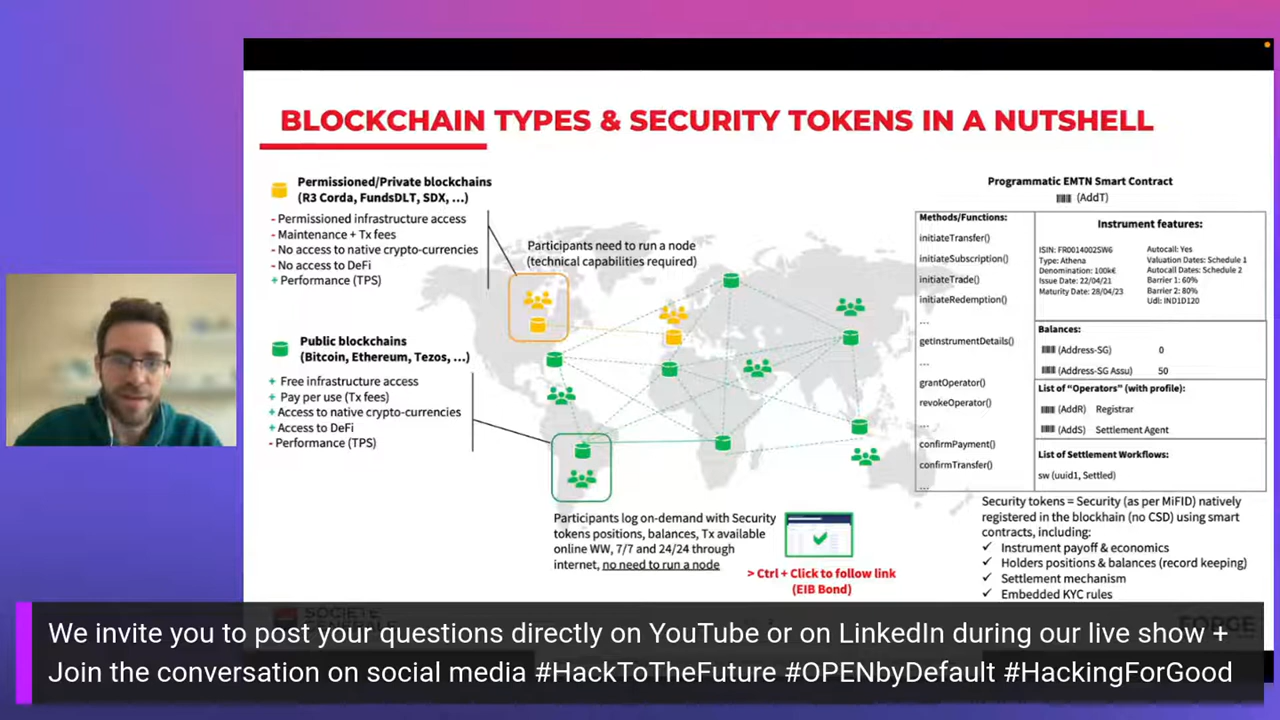 BLOCKCHAIN TYPES & SECURITY TOKENS IN A NUTSHELL
Permissioned/Private blockchains
(R3 Corda, FundsDLT, SDX, ...)
- Permissioned infrastructure access
- Maintenance + Tx fees
- No access to native crypto-currencies
- No access to DeFi
+ Performance (TPS)
Public blockchains
(Bitcoin, Ethereum, Tezos, ...)
+ Free infrastructure access
+ Pay per use (Tx fees)
+ Access to native crypto-currencies
+ Access to DeFi
- Performance (TPS)
Participants need to run a node
(technical capabilities required)
Participants log on-demand with Security
tokens positions, balances, Tx available
online WW, 7/7 and 24/24 through
internet, no need to run a node
> Ctrl + Click to follow link
(EIB Bond)
Programmatic EMTN Smart Contract
(AddT)
Methods/Functions:
initiateTransfer()
initiateSubscription()
initiateTrade()
initiateRedemption()
...
getinstrumentDetails()
...
grantOperator()
revokeOperator()
...
confirmPayment()
confirmTransfer()
...
Instrument features:
ISIN: FR0014002SW6
Type: Athena
Denomination: 100k€
Issue Date: 22/04/21
Maturity Date: 28/04/23
Autocall: Yes
Valuation Dates: Schedule 1
Autocall Dates: Schedule 2
Barrier 1: 60%
Barrier 2: 80%
Udl: IND1D120
Balances:
(Address-SG) 0
(Address-SG Assu) 50
List of “Operators” (with profile):
(AddR) Registrar
(AddS) Settlement Agent
List of Settlement Workflows:
sw (uuid1, Settled)
Security tokens = Security (as per MiFID) natively
registered in the blockhain (no CSD) using smart
contracts, including:
✓ Instrument payoff & economics
✓ Holders positions & balances (record keeping)
✓ Settlement mechanism
✓ Embedded KYC rules
SOCIETE
GENERALE
FORGE
We invite you to post your questions directly on YouTube or on LinkedIn during our live show +
Join the conversation on social media #HackToTheFuture #OPENbyDefault #HackingForGood